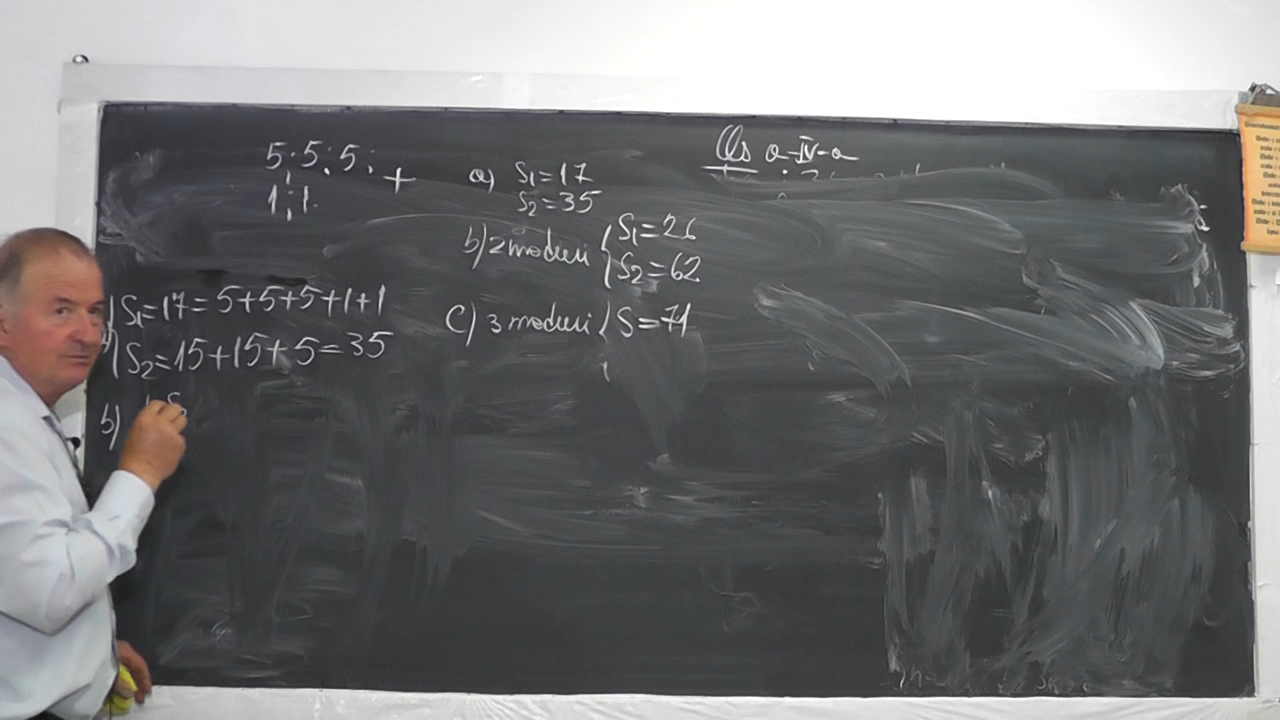 5; 5; 5; +
1; 1.
a) S₁=17
S₂=35
b) 2 moduri { S₁=26
S₂=62
c) 3 moduri { S=71
a-IV-a
S₁=17=5+5+5+1+1
S₂=15+15+5=35
b)